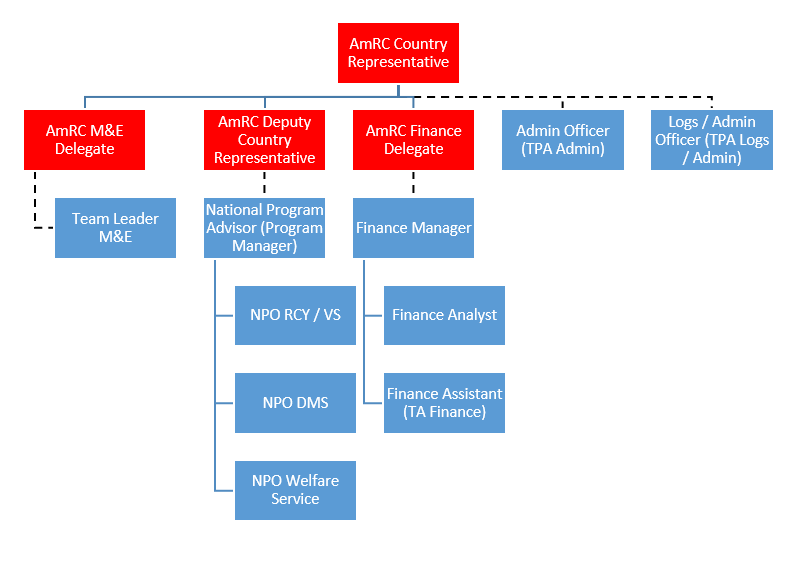 AmRC Country
Representative
AmRC M&E
Delegate
AmRC Deputy
Country
Representative
AmRC Finance
Delegate
Admin Officer
(TPA Admin)
Logs / Admin
Officer (TPA Logs
/ Admin)
Team Leader
M&E
National Program
Advisor (Program
Manager)
Finance Manager
NPO RCY / VS
Finance Analyst
NPO DMS
Finance Assistant
(TA Finance)
NPO Welfare
Service